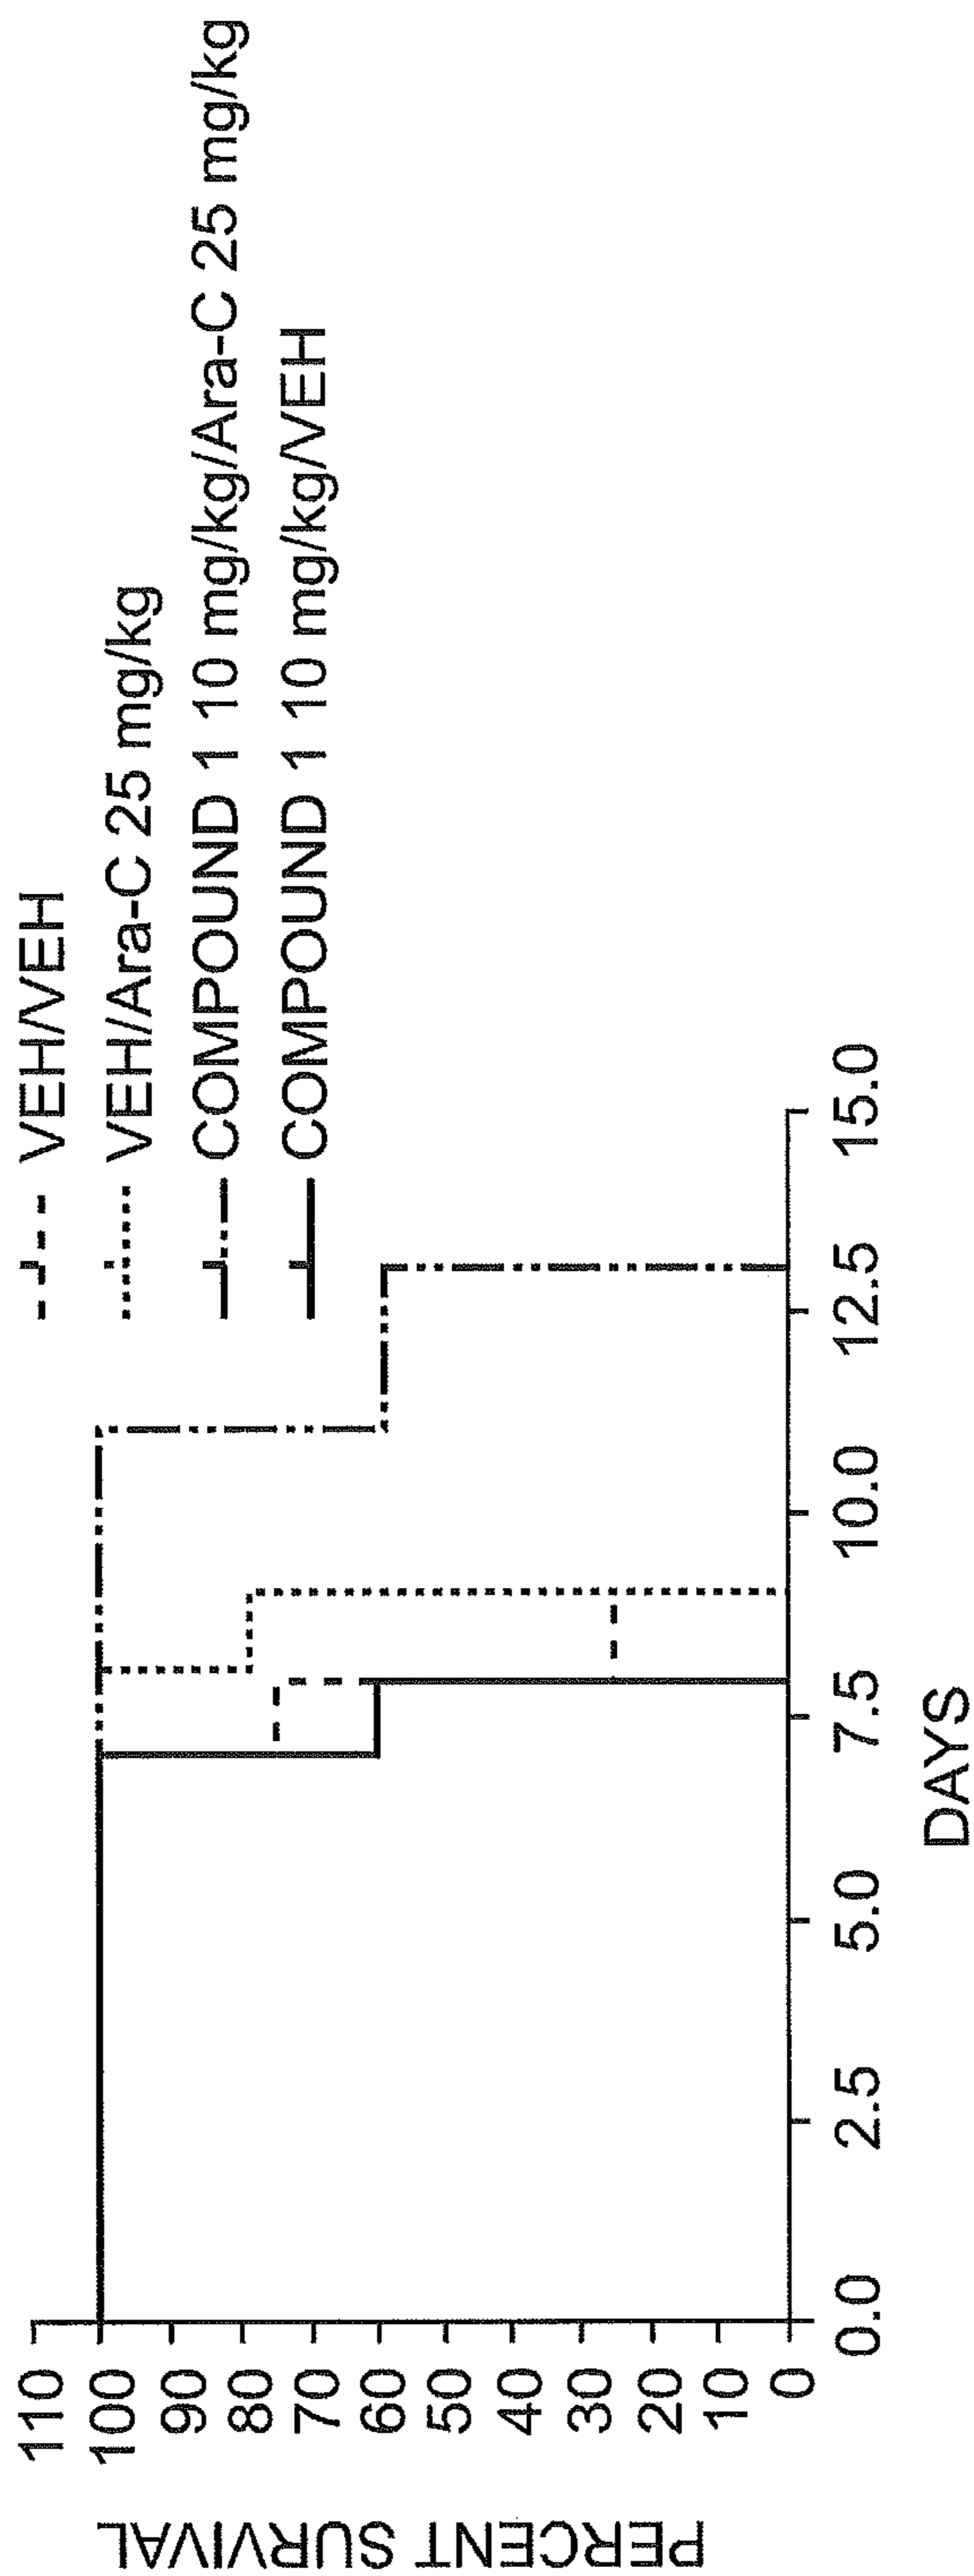 VEH/VEH
VEH/Ara-C 25 mg/kg
COMPOUND 1 10 mg/kg/Ara-C 25 mg/kg
COMPOUND 1 10 mg/kg/VEH
PERCENT SURVIVAL
110
100
90
80
70
60
50
40
30
20
10
0
0.0 2.5 5.0 7.5 10.0 12.5 15.0
DAYS